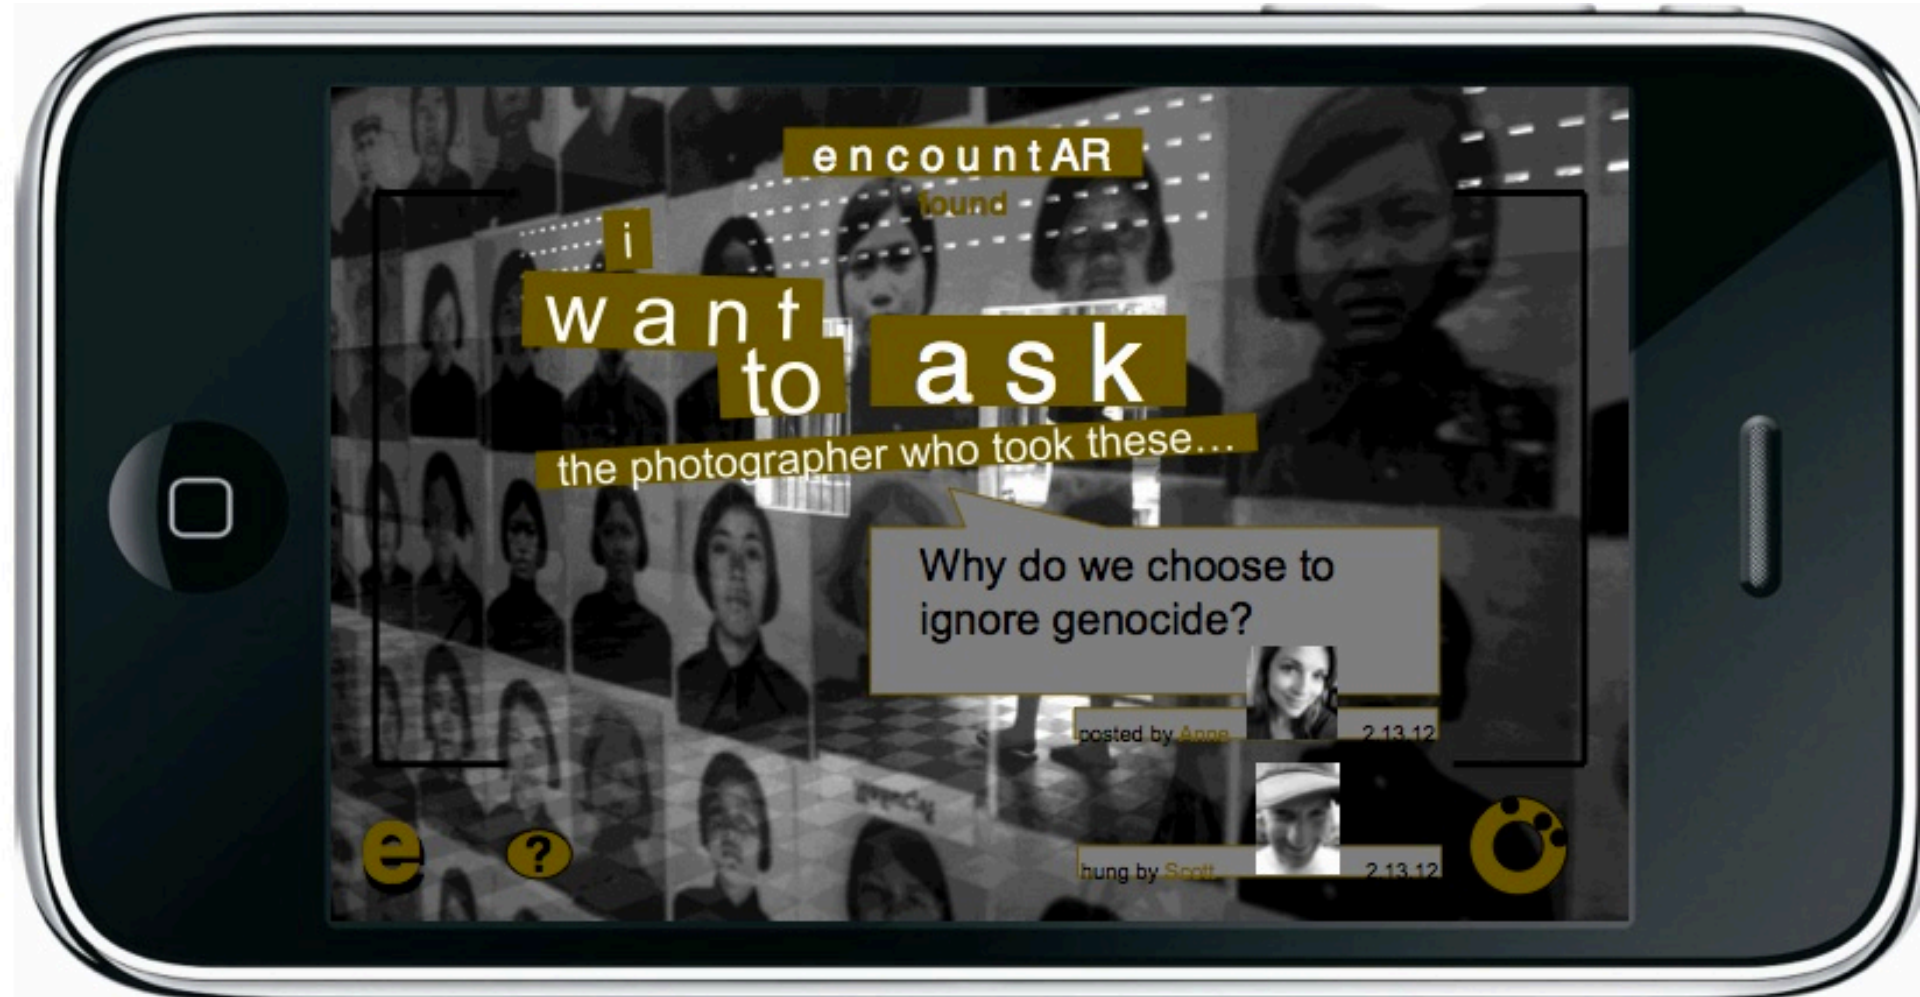 encountAR
found
i
want
to ask
the photographer who took these...
Why do we choose to
ignore genocide?
posted by Anne 2.13.12
hung by Scott 2.13.12
e ?